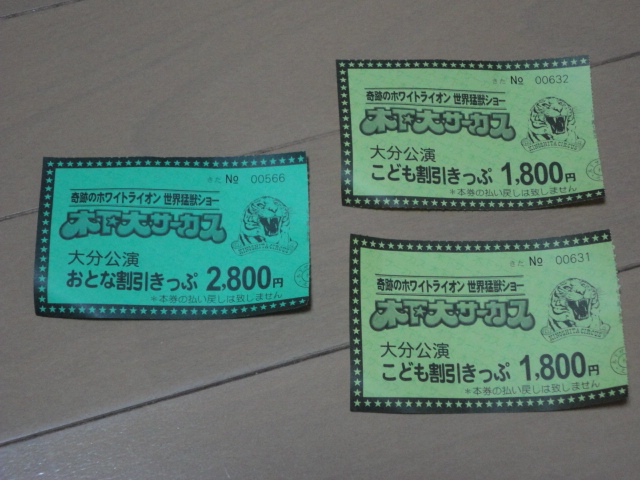 きた No 00566
奇跡のホワイトライオン 世界猛獣ショー
木下大サーカス
大分公演
おとな割引きっぷ 2,800円
*本券の払い戻しは致しません
きた No 00632
奇跡のホワイトライオン 世界猛獣ショー
木下大サーカス
大分公演
こども割引きっぷ 1,800円
*本券の払い戻しは致しません
きた No 00631
奇跡のホワイトライオン 世界猛獣ショー
木下大サーカス
大分公演
こども割引きっぷ 1,800円
*本券の払い戻しは致しません